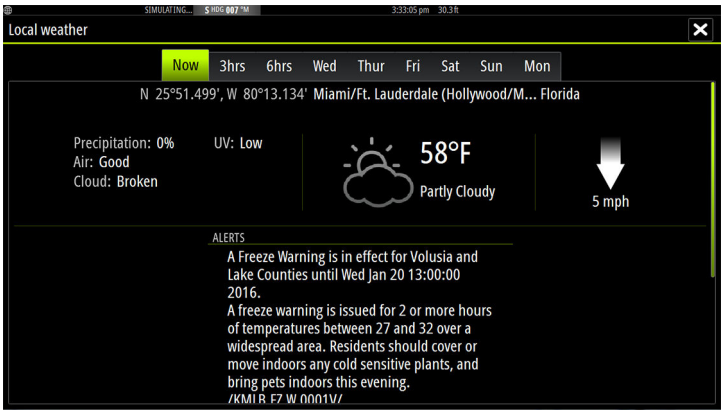 SIMULATING... S HDG 007 °M 3:33:05 pm 30.3 ft
Local weather
Now 3hrs 6hrs Wed Thur Fri Sat Sun Mon
N 25°51.499', W 80°13.134' Miami/Ft. Lauderdale (Hollywood/M... Florida
Precipitation: 0% UV: Low
Air: Good
Cloud: Broken
58°F
Partly Cloudy
5 mph
ALERTS
A Freeze Warning is in effect for Volusia and
Lake Counties until Wed Jan 20 13:00:00
2016.
A freeze warning is issued for 2 or more hours
of temperatures between 27 and 32 over a
widespread area. Residents should cover or
move indoors any cold sensitive plants, and
bring pets indoors this evening.
/KMLB.FZ.W.0001V/